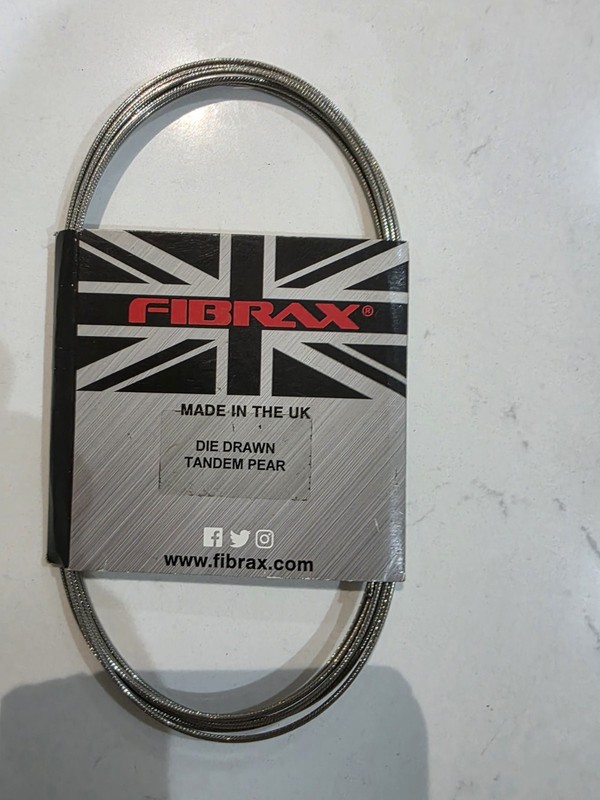 FIBRAX®
MADE IN THE UK
DIE DRAWN
TANDEM PEAR
www.fibrax.com